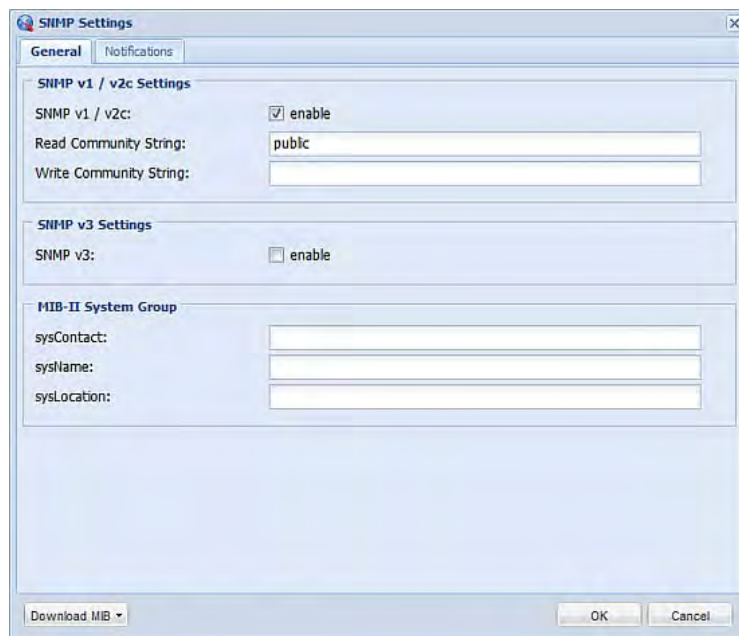 SNMP Settings
General Notifications
SNMP v1 / v2c Settings
SNMP v1 / v2c: enable
Read Community String: public
Write Community String:
SNMP v3 Settings
SNMP v3: enable
MIB-II System Group
sysContact:
sysName:
sysLocation:
Download MIB OK Cancel